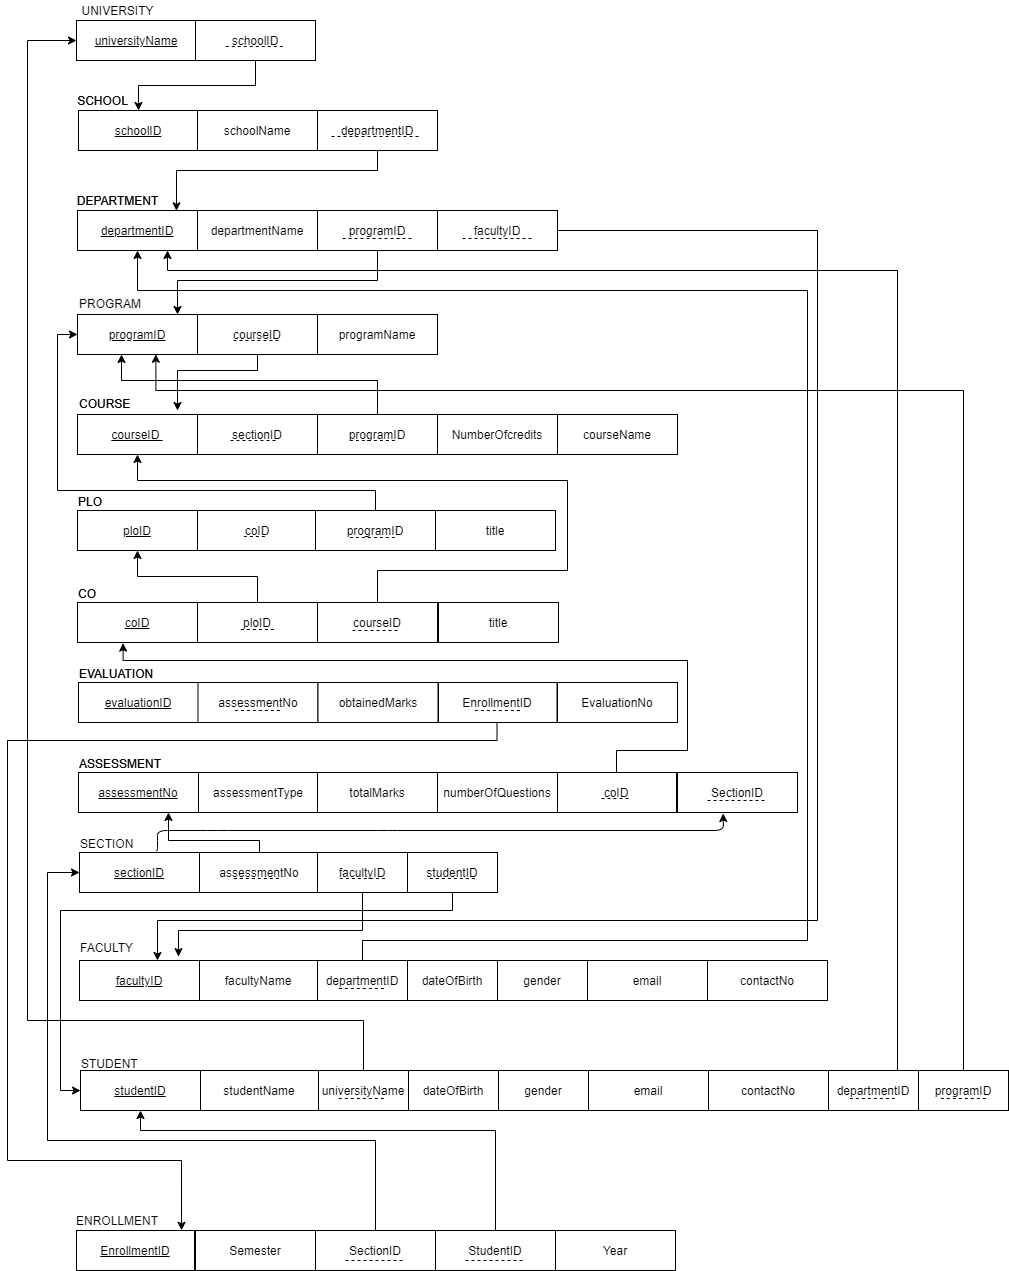 UNIVERSITY
universityName schoolID
SCHOOL
schoolID schoolName departmentID
DEPARTMENT
departmentID departmentName programID facultyID
PROGRAM
programID courseID programName
COURSE
courseID sectionID programID NumberOfcredits courseName
PLO
ploID coID programID title
CO
coID ploID courseID title
EVALUATION
evaluationID assessmentNo obtainedMarks EnrollmentID EvaluationNo
ASSESSMENT
assessmentNo assessmentType totalMarks numberOfQuestions coID SectionID
SECTION
sectionID assessmentNo facultyID studentID
FACULTY
facultyID facultyName departmentID dateOfBirth gender email contactNo
STUDENT
studentID studentName universityName dateOfBirth gender email contactNo departmentID programID
ENROLLMENT
EnrollmentID Semester SectionID StudentID Year